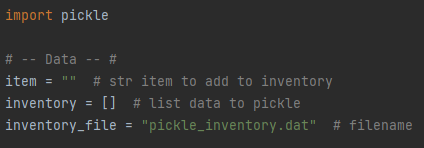 import pickle
# -- Data -- #
item = ""  # str item to add to inventory
inventory = []  # list data to pickle
inventory_file = "pickle_inventory.dat"  # filename